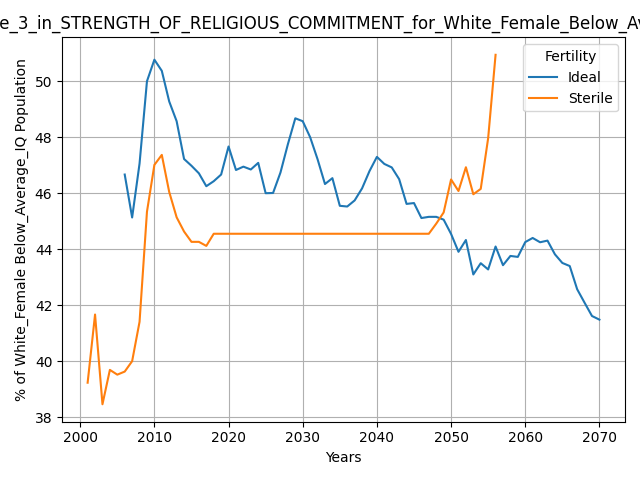 e_3_in_STRENGTH_OF_RELIGIOUS_COMMITMENT_for_White_Female_Below_Av
Fertility
Ideal
Sterile
% of White_Female Below_Average_IQ Population
50
48
46
44
42
40
38
2000 2010 2020 2030 2040 2050 2060 2070
Years